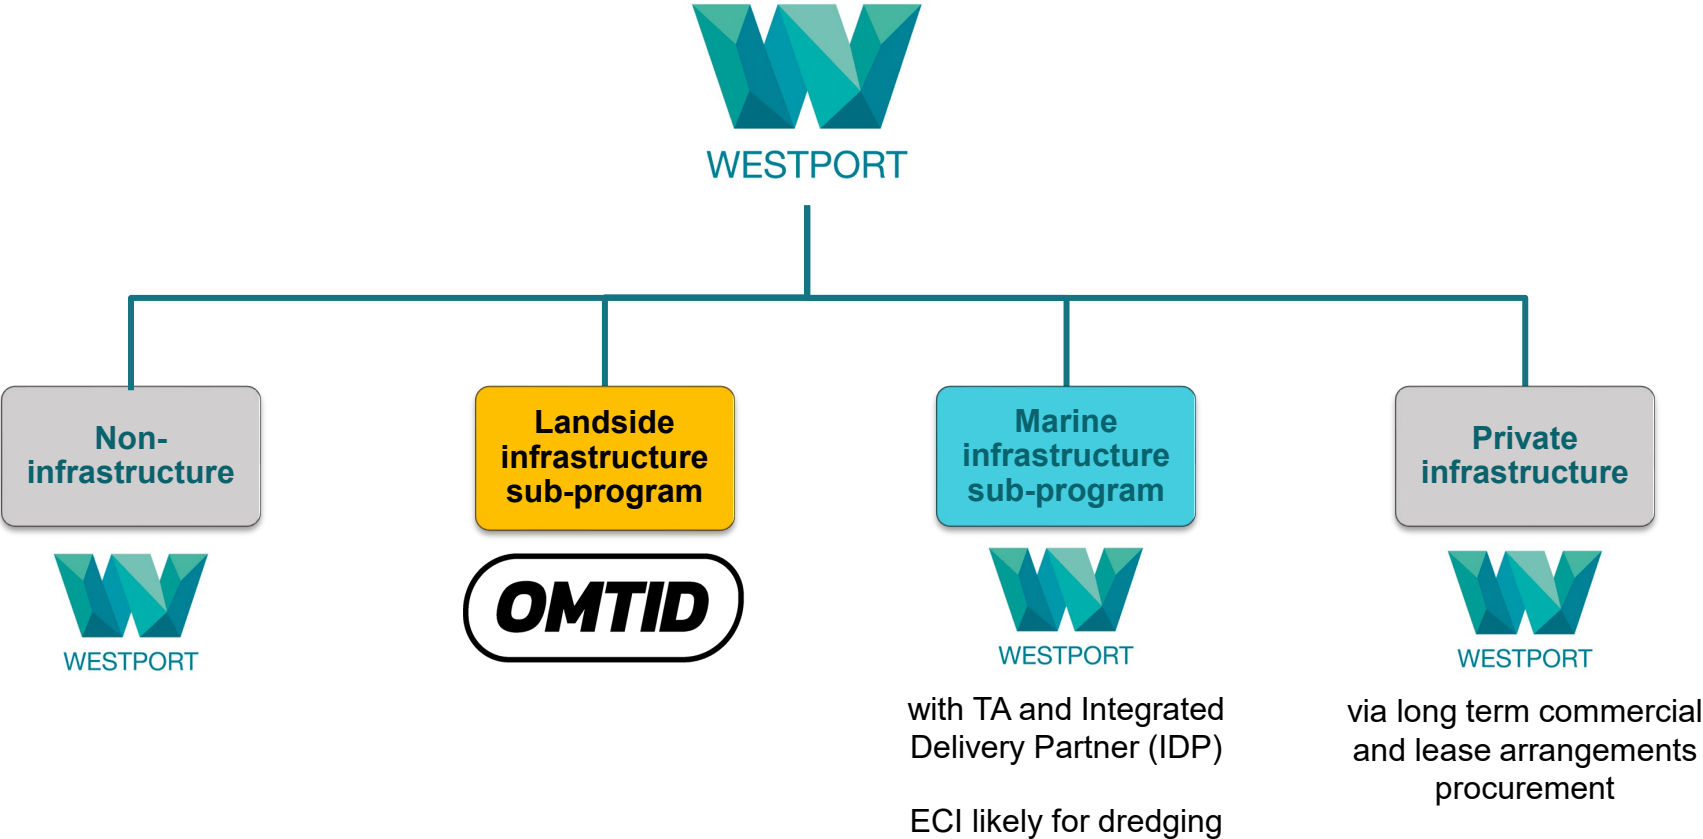 WESTPORT
Non-
infrastructure
WESTPORT
Landside
infrastructure
sub-program
OMTID
Marine
infrastructure
sub-program
WESTPORT
with TA and Integrated
Delivery Partner (IDP)
ECI likely for dredging
Private
infrastructure
WESTPORT
via long term commercial
and lease arrangements
procurement